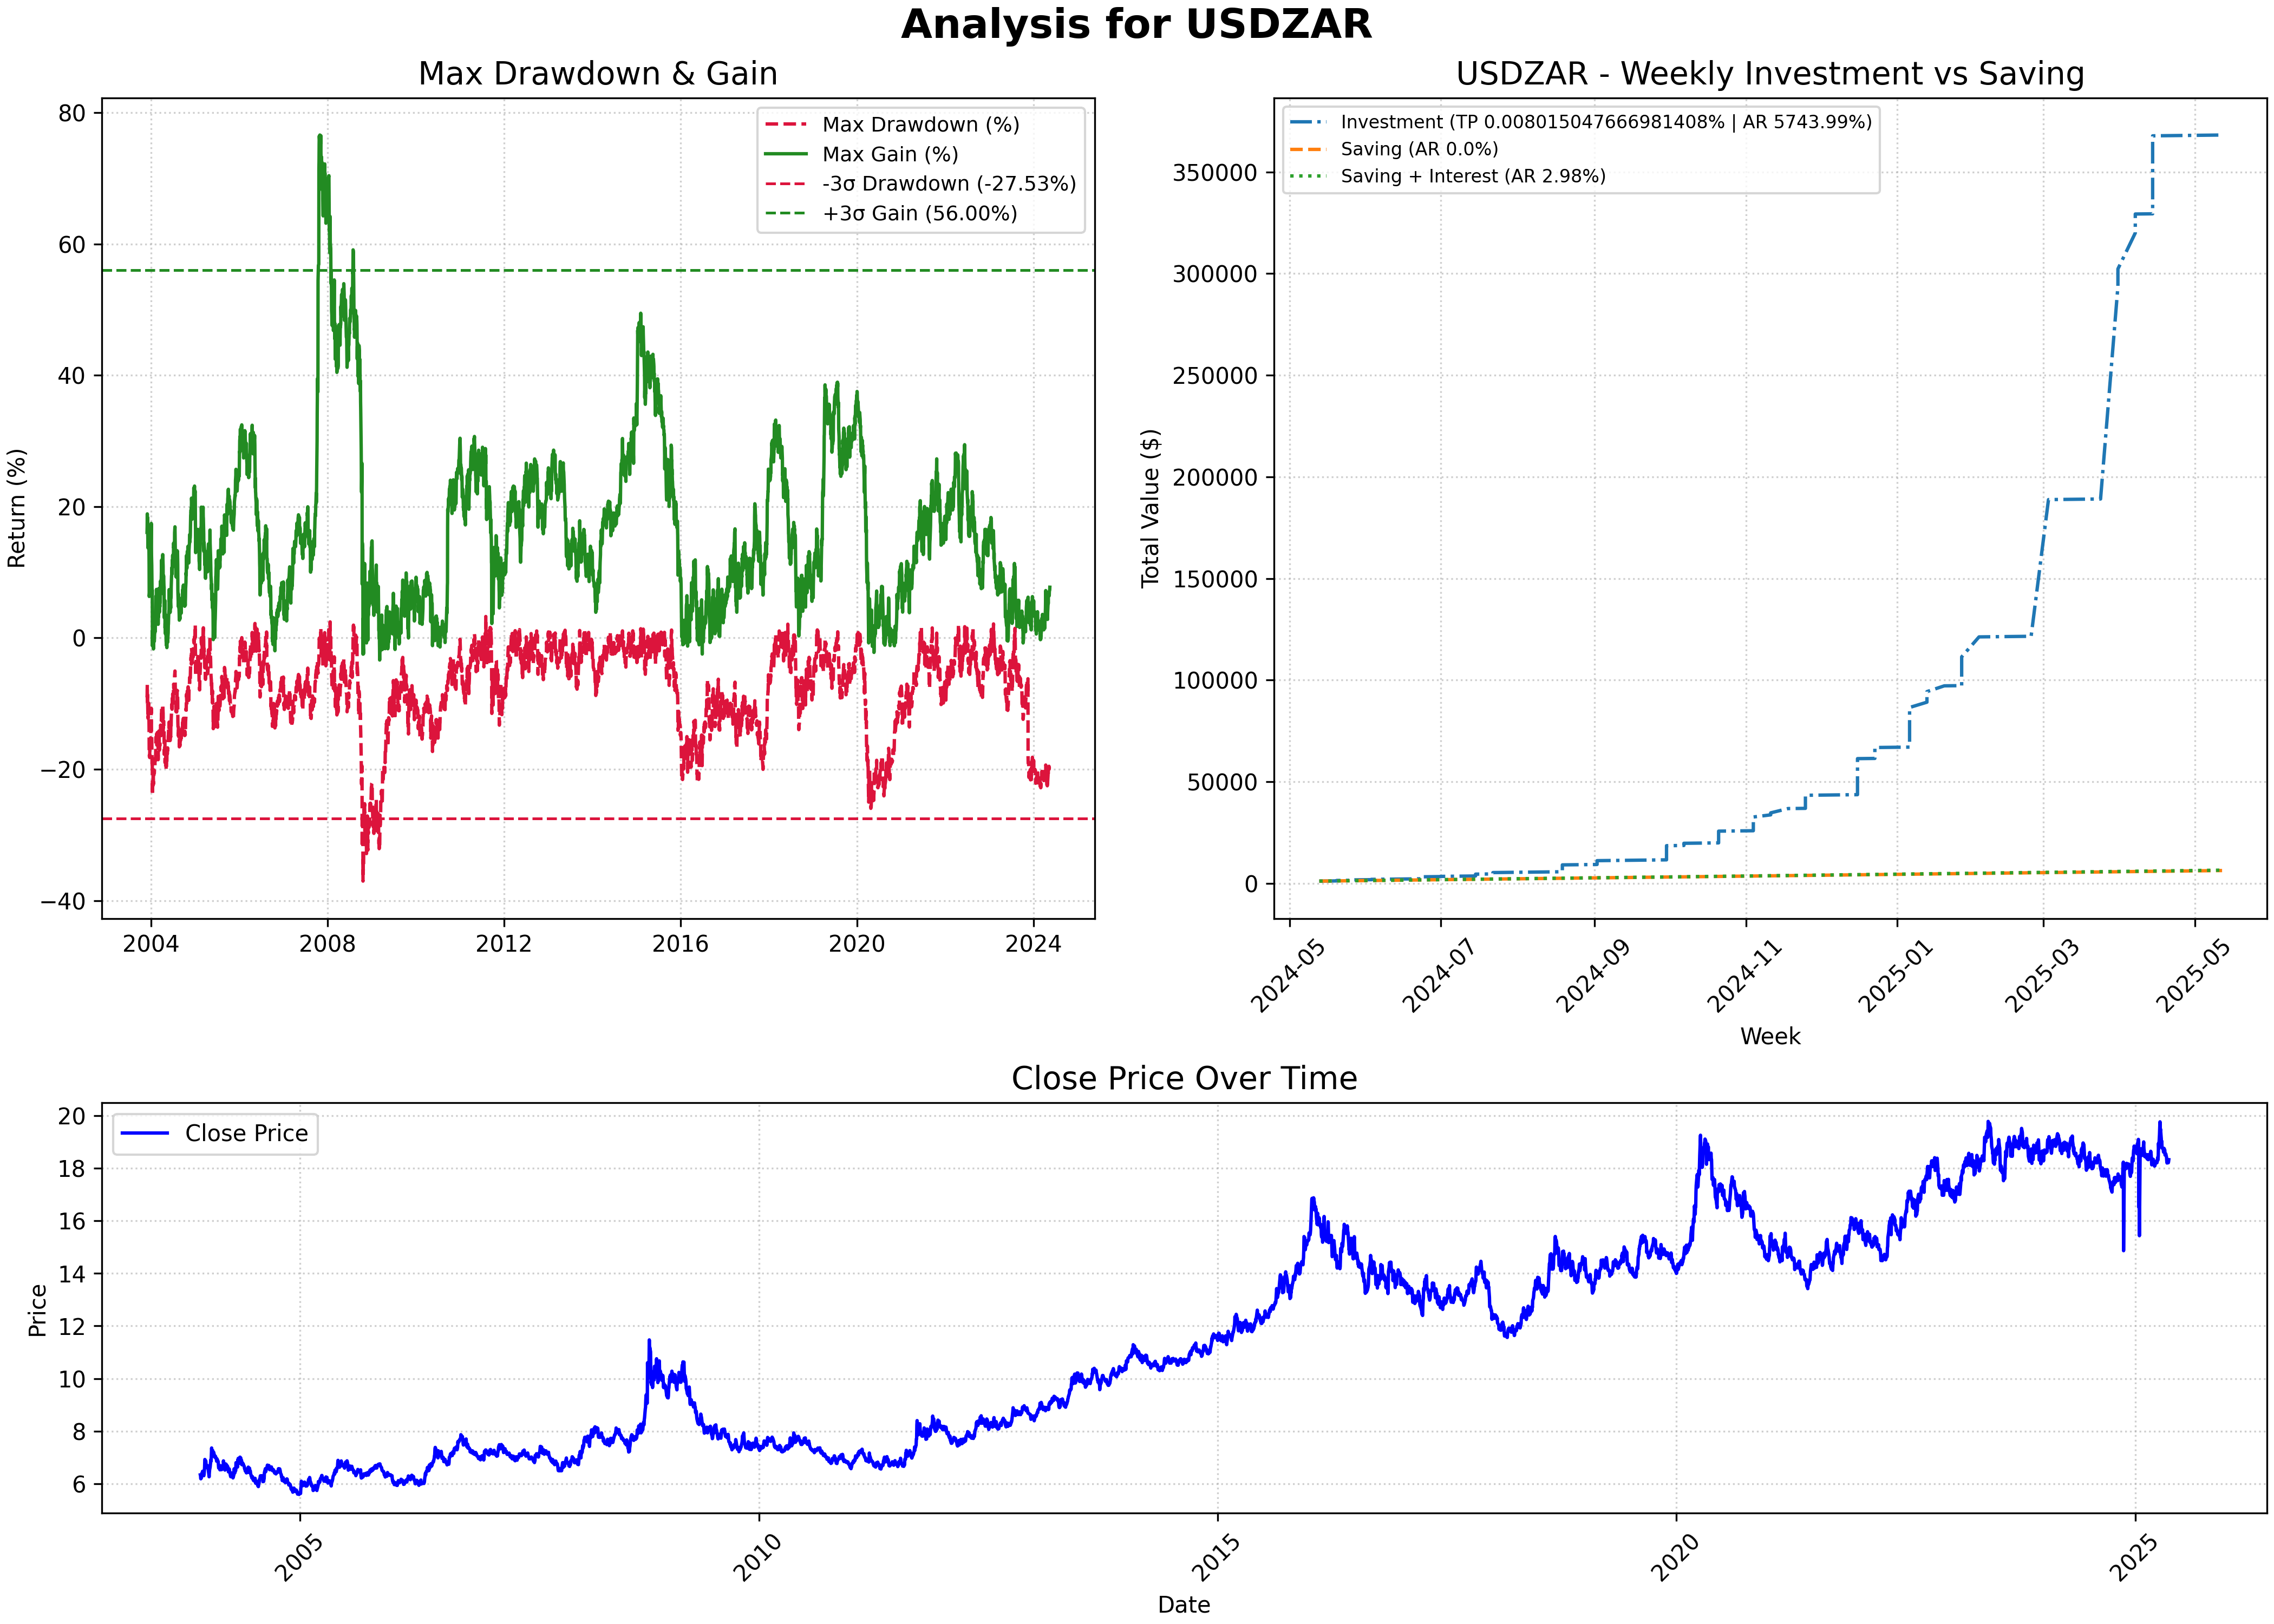 Analysis for USDZAR
Max Drawdown & Gain
Return (%)
80
60
40
20
0
−20
−40
Max Drawdown (%)
Max Gain (%)
-3σ Drawdown (-27.53%)
+3σ Gain (56.00%)
2004
2008
2012
2016
2020
2024
USDZAR - Weekly Investment vs Saving
Total Value ($)
350000
300000
250000
200000
150000
100000
50000
0
Investment (TP 0.008015047666981408% | AR 5743.99%)
Saving (AR 0.0%)
Saving + Interest (AR 2.98%)
2024-05
2024-07
2024-09
2024-11
2025-01
2025-03
2025-05
Week
Close Price Over Time
Price
20
18
16
14
12
10
8
6
Close Price
2005
2010
2015
2020
2025
Date